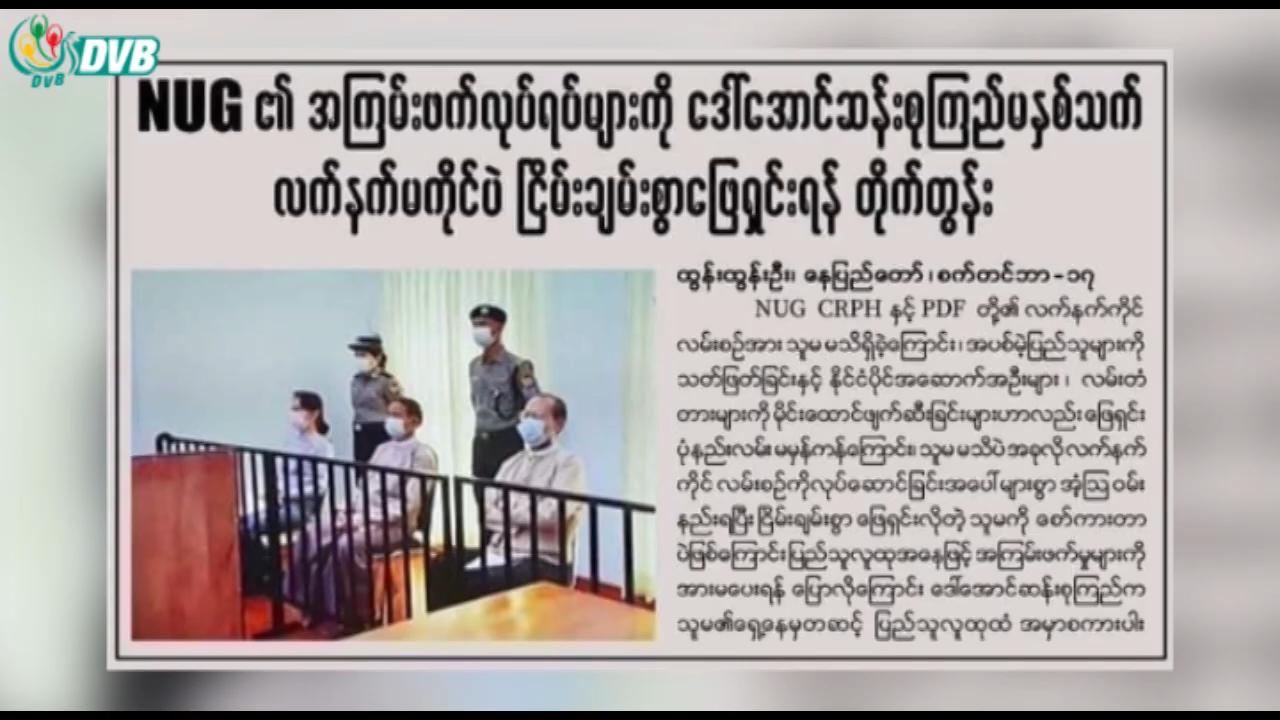 DVB
DVB
NUG ၏ အကြမ်းဖက်လုပ်ရပ်များကို ဒေါ်အောင်ဆန်းစုကြည်မနှစ်သက်
လက်နက်မကိုင်ပဲ ငြိမ်းချမ်းစွာဖြေရှင်းရန် တိုက်တွန်း
ထွန်းထွန်းဦး၊ နေပြည်တော် ၊ စက်တင်ဘာ - ၁၇
NUG CRPH နှင့် PDF တို့၏ လက်နက်ကိုင်
လမ်းစဉ်အား သူမ မသိရှိခဲ့ကြောင်း ၊ အပစ်မဲ့ပြည်သူများကို
သတ်ဖြတ်ခြင်းနှင့် နိုင်ငံပိုင်အဆောက်အဦးများ ၊ လမ်းတံ
တားများကို မိုင်းထောင်ဖျက်ဆီးခြင်းများဟာလည်း ဖြေရှင်း
ပုံနည်းလမ်း မမှန်ကန်ကြောင်း၊ သူမ မသိပဲ အစုလို လက်နက်
ကိုင် လမ်းစဉ်ကိုလုပ်ဆောင်ခြင်းအပေါ် များစွာ အံ့ဩ ဝမ်း
နည်းရပြီး ငြိမ်းချမ်းစွာ ဖြေရှင်းလိုတဲ့ သူမကို စော်ကားတာ
ပဲဖြစ်ကြောင်း ပြည်သူလူထုအနေဖြင့် အကြမ်းဖက်မှုများကို
အားမပေးရန် ပြောလိုကြောင်း ဒေါ်အောင်ဆန်းစုကြည်က
သူမ၏ရှေ့နေမှတဆင့် ပြည်သူလူထုထံ အမှာစကားပါး